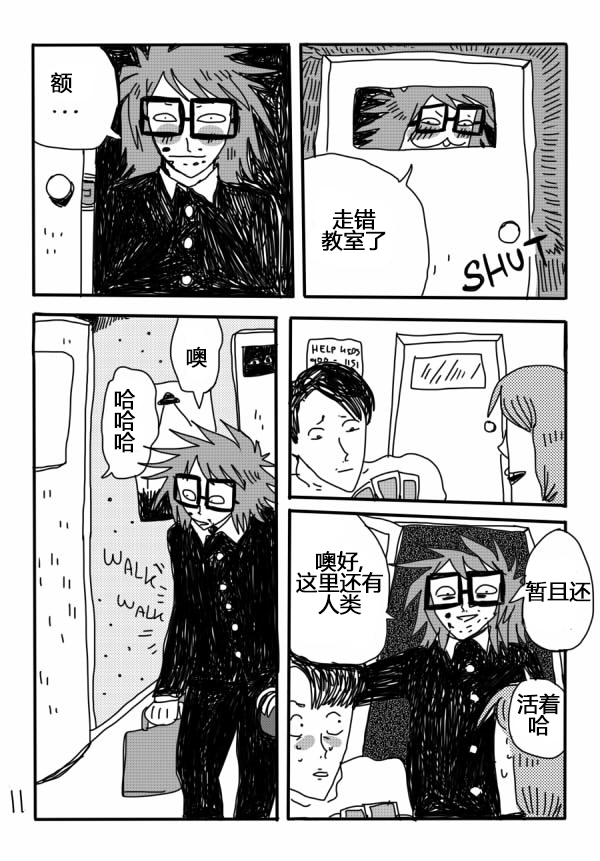 额
...
走错
教室了
SHUT
噢
哈
哈
哈
WALK
WALK
HELP KIDS
噢好,
这里还有
人类
暂且还
活着
哈
11